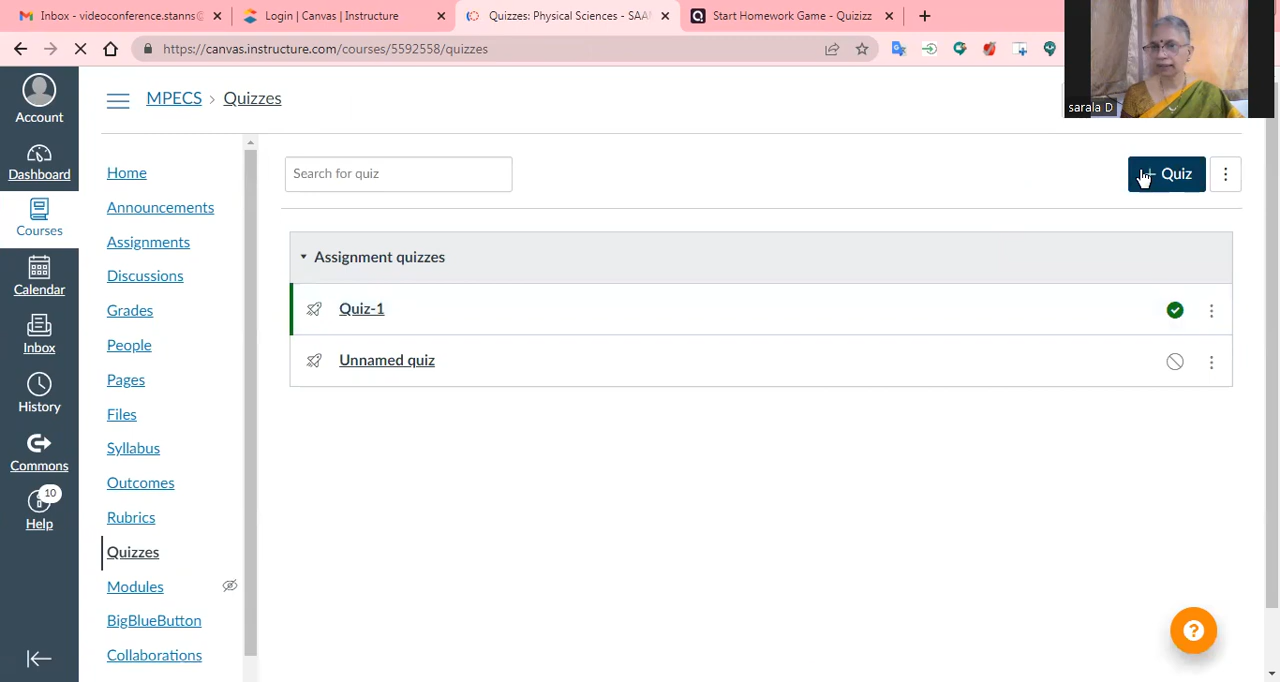 Inbox - videoconference.stanns@
Login | Canvas | Instructure
Quizzes: Physical Sciences - SAAN
Start Homework Game - Quizizz
https://canvas.instructure.com/courses/5592558/quizzes
sarala D
Account
Dashboard
Courses
Calendar
Inbox
History
Commons
10
Help
MPECS > Quizzes
Home
Announcements
Assignments
Discussions
Grades
People
Pages
Files
Syllabus
Outcomes
Rubrics
Quizzes
Modules
BigBlueButton
Collaborations
Search for quiz
+ Quiz
Assignment quizzes
Quiz-1
Unnamed quiz
?